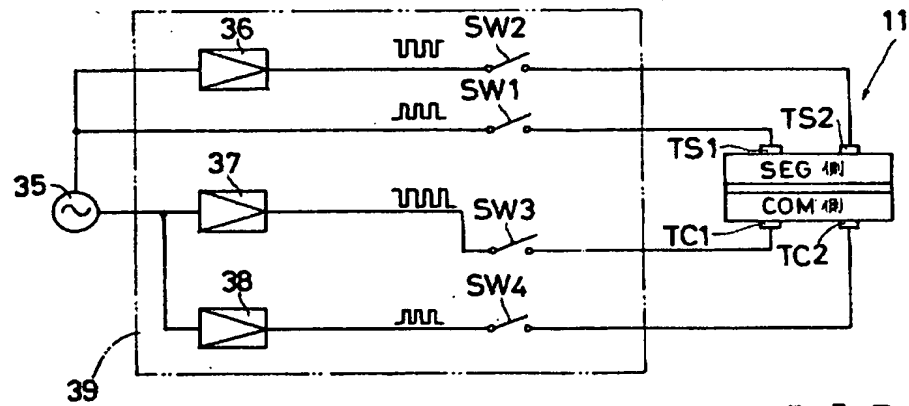 36
SW2
11
SW1
TS1
TS2
SEG 側
35
37
COM 側
SW3
TC1
TC2
38
SW4
39